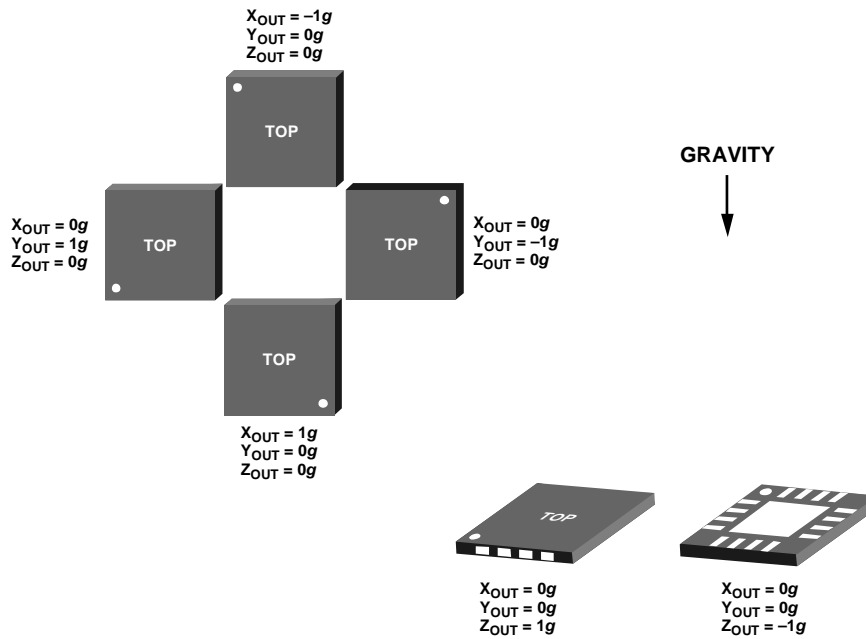 XOUT = –1g
YOUT = 0g
ZOUT = 0g
TOP
GRAVITY
XOUT = 0g
YOUT = 1g
ZOUT = 0g
TOP
TOP
XOUT = 0g
YOUT = –1g
ZOUT = 0g
TOP
XOUT = 1g
YOUT = 0g
ZOUT = 0g
TOP
XOUT = 0g
YOUT = 0g
ZOUT = 1g
XOUT = 0g
YOUT = 0g
ZOUT = –1g